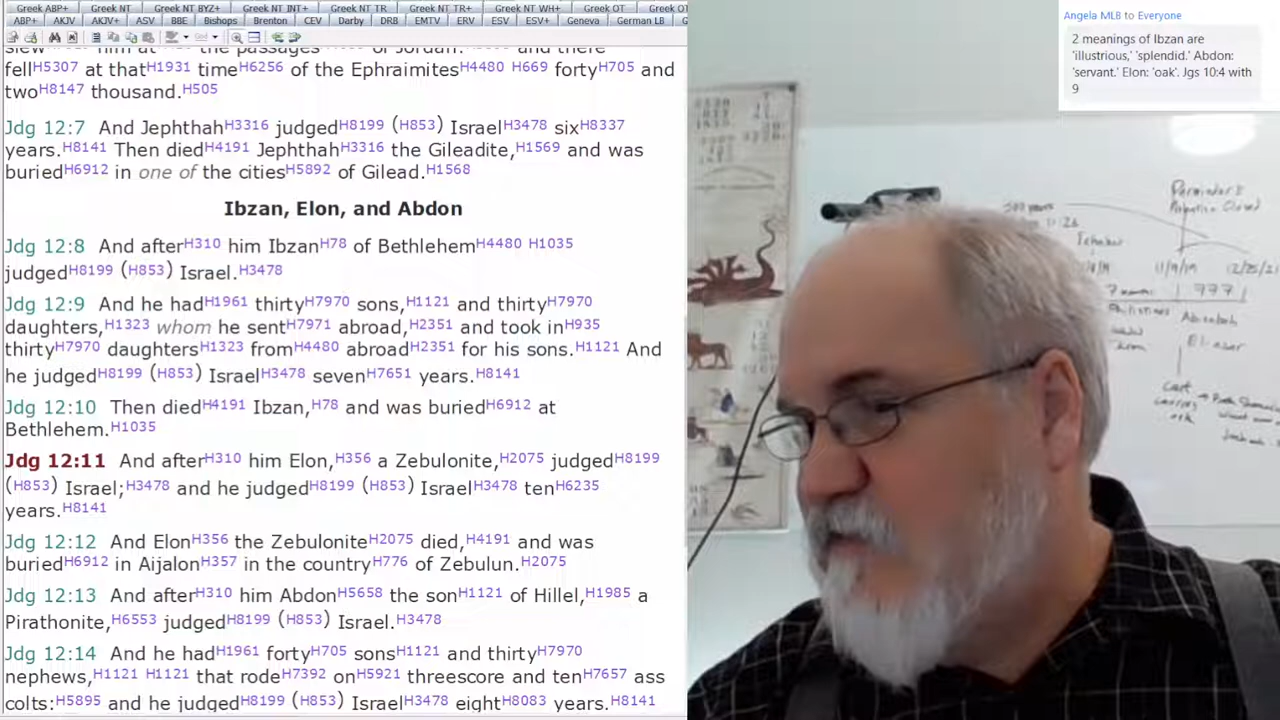 Greek ABP+ Greek NT Greek NT BYZ+ Greek NT INT+ Greek NT TR Greek NT TR+ Greek NT WH+ Greek OT Greek OT
ABP+ AKJV AKJV+ ASV BBE Bishops Brenton CEV Darby DRB EMTV ERV ESV ESV+ Geneva German LB
the passages of Jordan. and there
fell H5307 at that H1931 time H6256 of the Ephraimites H4480 H669 forty H705 and
two H8147 thousand. H505
Jdg 12:7 And Jephthah H3316 judged H8199 (H853) Israel H3478 six H8337
years. H8141 Then died H4191 Jephthah H3316 the Gileadite, H1569 and was
buried H6912 in one of the cities H5892 of Gilead. H1568
Ibzan, Elon, and Abdon
Jdg 12:8 And after H310 him Ibzan H78 of Bethlehem H4480 H1035
judged H8199 (H853) Israel. H3478
Jdg 12:9 And he had H1961 thirty H7970 sons, H1121 and thirty H7970
daughters, H1323 whom he sent H7971 abroad, H2351 and took in H935
thirty H7970 daughters H1323 from H4480 abroad H2351 for his sons. H1121 And
he judged H8199 (H853) Israel H3478 seven H7651 years. H8141
Jdg 12:10 Then died H4191 Ibzan, H78 and was buried H6912 at
Bethlehem. H1035
Jdg 12:11 And after H310 him Elon, H356 a Zebulonite, H2075 judged H8199
(H853) Israel; H3478 and he judged H8199 (H853) Israel H3478 ten H6235
years. H8141
Jdg 12:12 And Elon H356 the Zebulonite H2075 died, H4191 and was
buried H6912 in Aijalon H357 in the country H776 of Zebulun. H2075
Jdg 12:13 And after H310 him Abdon H5658 the son H1121 of Hillel, H1985 a
Pirathonite, H6553 judged H8199 (H853) Israel. H3478
Jdg 12:14 And he had H1961 forty H705 sons H1121 and thirty H7970
nephews, H1121 H1121 that rode H7392 on H5921 threescore and ten H7657 ass
colts: H5895 and he judged H8199 (H853) Israel H3478 eight H8083 years. H8141
Angela MLB to Everyone
2 meanings of Ibzan are
'illustrious,' 'splendid.' Abdon:
'servant.' Elon: 'oak'. Jgs 10:4 with
9
11/9/19
777